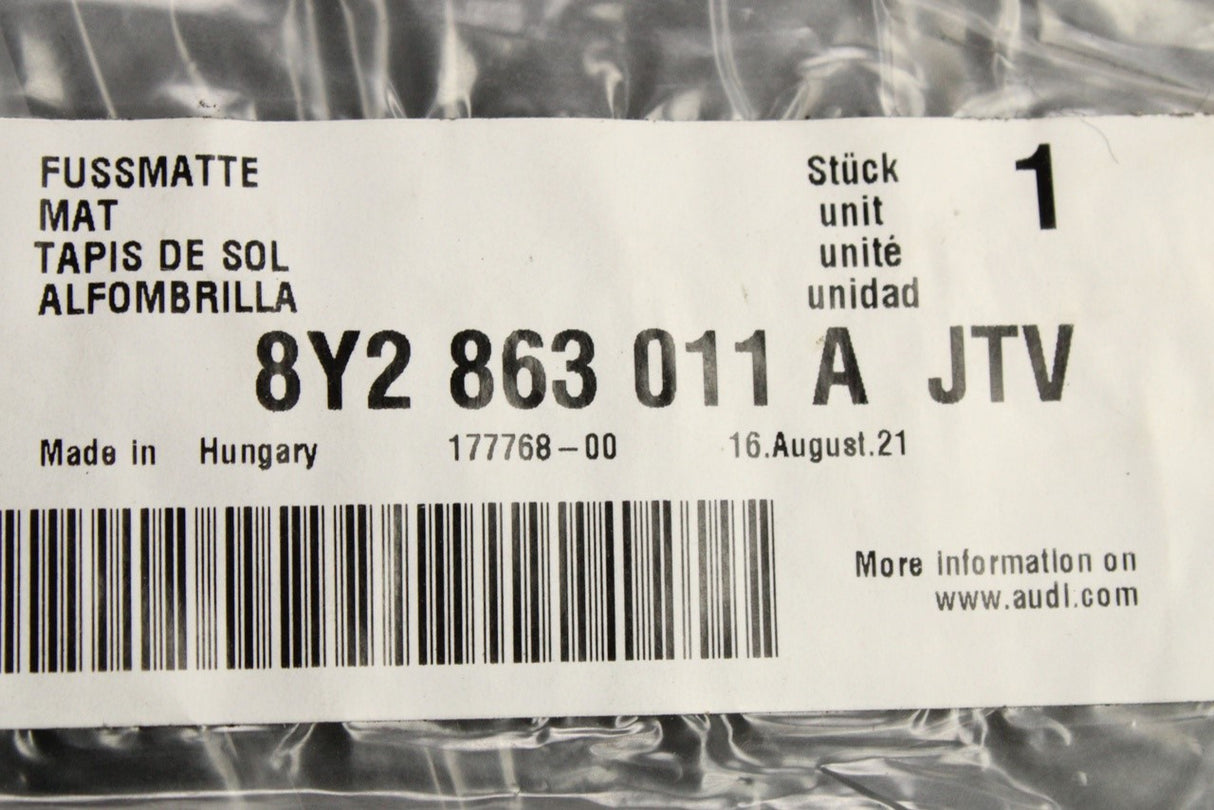 FUSSMATTE
MAT
TAPIS DE SOL
ALFOMBRILLA
Stück
unit
unité
unidad
1
8Y2 863 011 A JTV
Made in Hungary 177768-00 16.August.21
More information on
www.audi.com